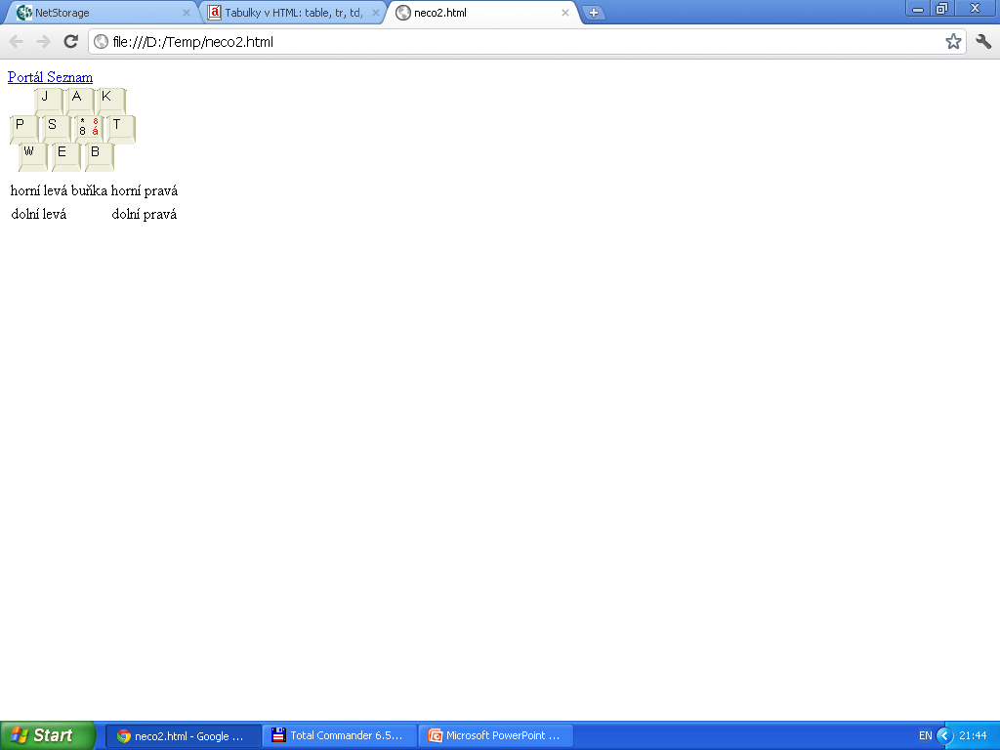 NetStorage
Tabulky v HTML: table, tr, td,
neco2.html
file:///D:/Temp/neco2.html
Portál Seznam
J A K
P S * 8 8 á T
W E B
horní levá buňka horní pravá
dolní levá dolní pravá
Start
neco2.html - Google ...
Total Commander 6.5...
Microsoft PowerPoint ...
EN
21:44